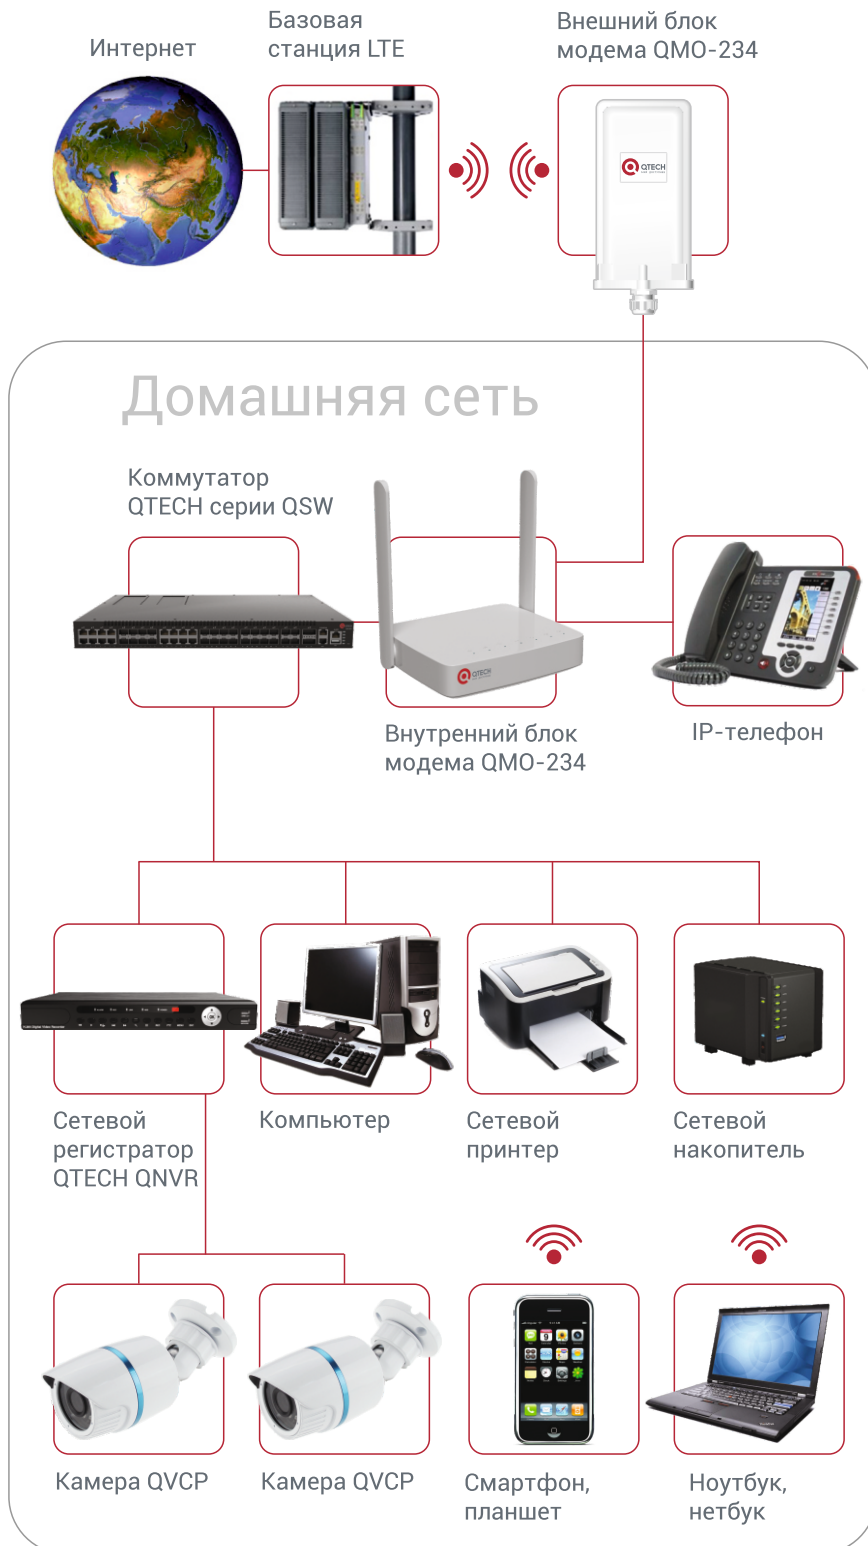 Интернет
Базовая
станция LTE
Внешний блок
модема QMO-234
QTECH
Домашняя сеть
Коммутатор
QTECH серии QSW
QTECH
Внутренний блок
модема QMO-234
IP-телефон
Сетевой
регистратор
QTECH QNVR
Компьютер
Сетевой
принтер
Сетевой
накопитель
Камера QVCP
Камера QVCP
Смартфон,
планшет
Ноутбук,
нетбук